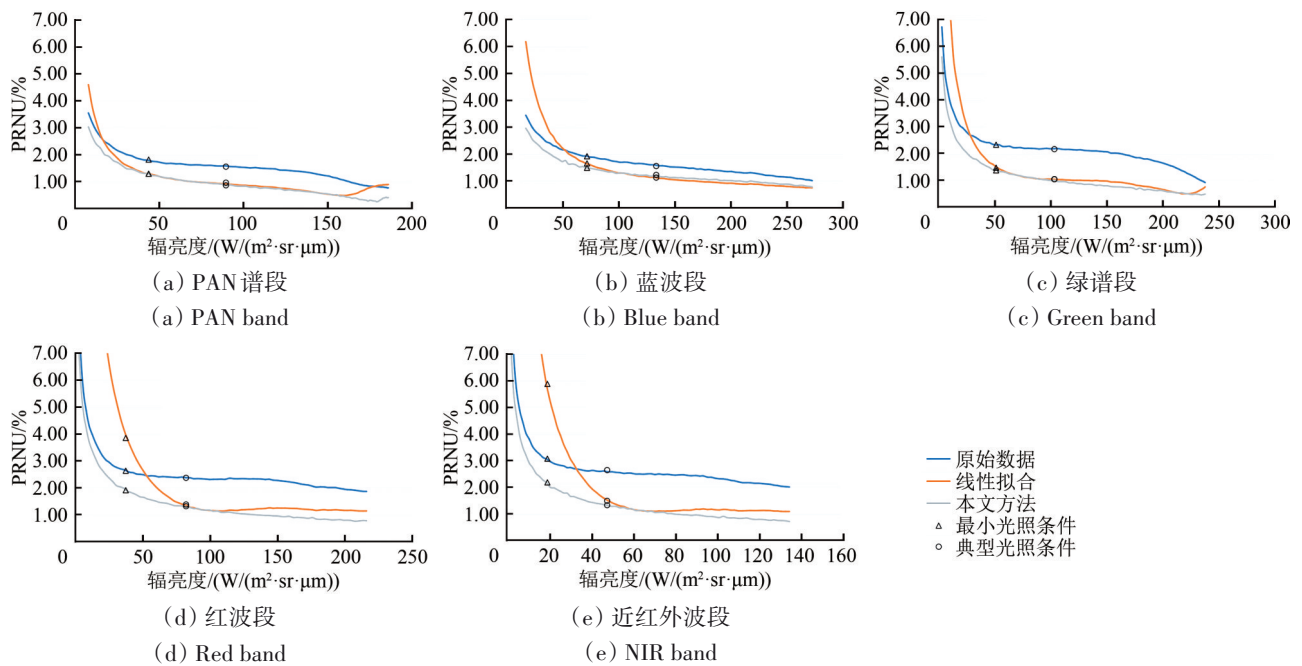 7.00
6.00
5.00
4.00
3.00
2.00
1.00
0
50
100
150
200
PRNU/%
辐亮度/(W/(m²·sr·μm))
(a) PAN谱段
(a) PAN band
7.00
6.00
5.00
4.00
3.00
2.00
1.00
0
50
100
150
200
250
300
PRNU/%
辐亮度/(W/(m²·sr·μm))
(b) 蓝波段
(b) Blue band
7.00
6.00
5.00
4.00
3.00
2.00
1.00
0
50
100
150
200
250
300
PRNU/%
辐亮度/(W/(m²·sr·μm))
(c) 绿谱段
(c) Green band
7.00
6.00
5.00
4.00
3.00
2.00
1.00
0
50
100
150
200
250
PRNU/%
辐亮度/(W/(m²·sr·μm))
(d) 红波段
(d) Red band
7.00
6.00
5.00
4.00
3.00
2.00
1.00
0
20
40
60
80
100
120
140
160
PRNU/%
辐亮度/(W/(m²·sr·μm))
(e) 近红外波段
(e) NIR band
原始数据
线性拟合
本文方法
最小光照条件
典型光照条件